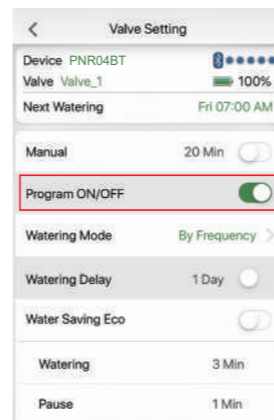 Valve Setting
Device PNR04BT
Valve Valve_1 100%
Next Watering Fri 07:00 AM
Manual 20 Min
Program ON/OFF
Watering Mode By Frequency
Watering Delay 1 Day
Water Saving Eco
Watering 3 Min
Pause 1 Min